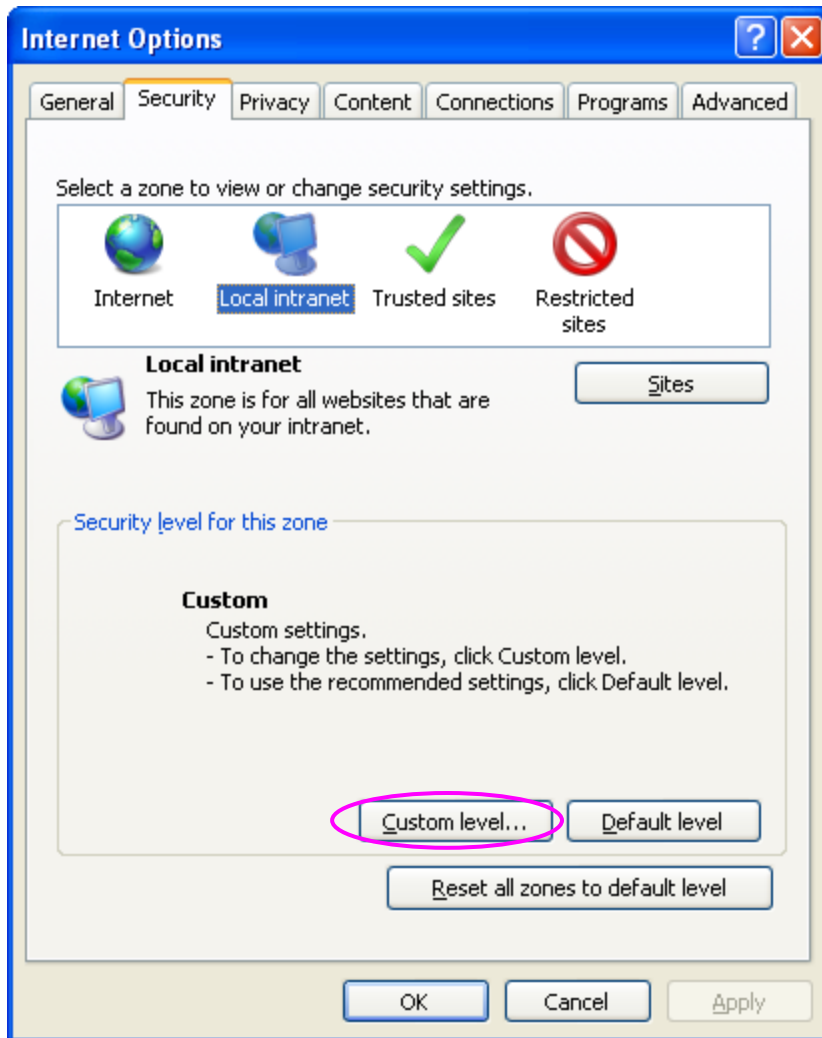 Internet Options
General Security Privacy Content Connections Programs Advanced
Select a zone to view or change security settings.
Internet Local intranet Trusted sites Restricted sites
Local intranet
Sites
This zone is for all websites that are
found on your intranet.
Security level for this zone
Custom
Custom settings.
- To change the settings, click Custom level.
- To use the recommended settings, click Default level.
Custom level... Default level
Reset all zones to default level
OK Cancel Apply